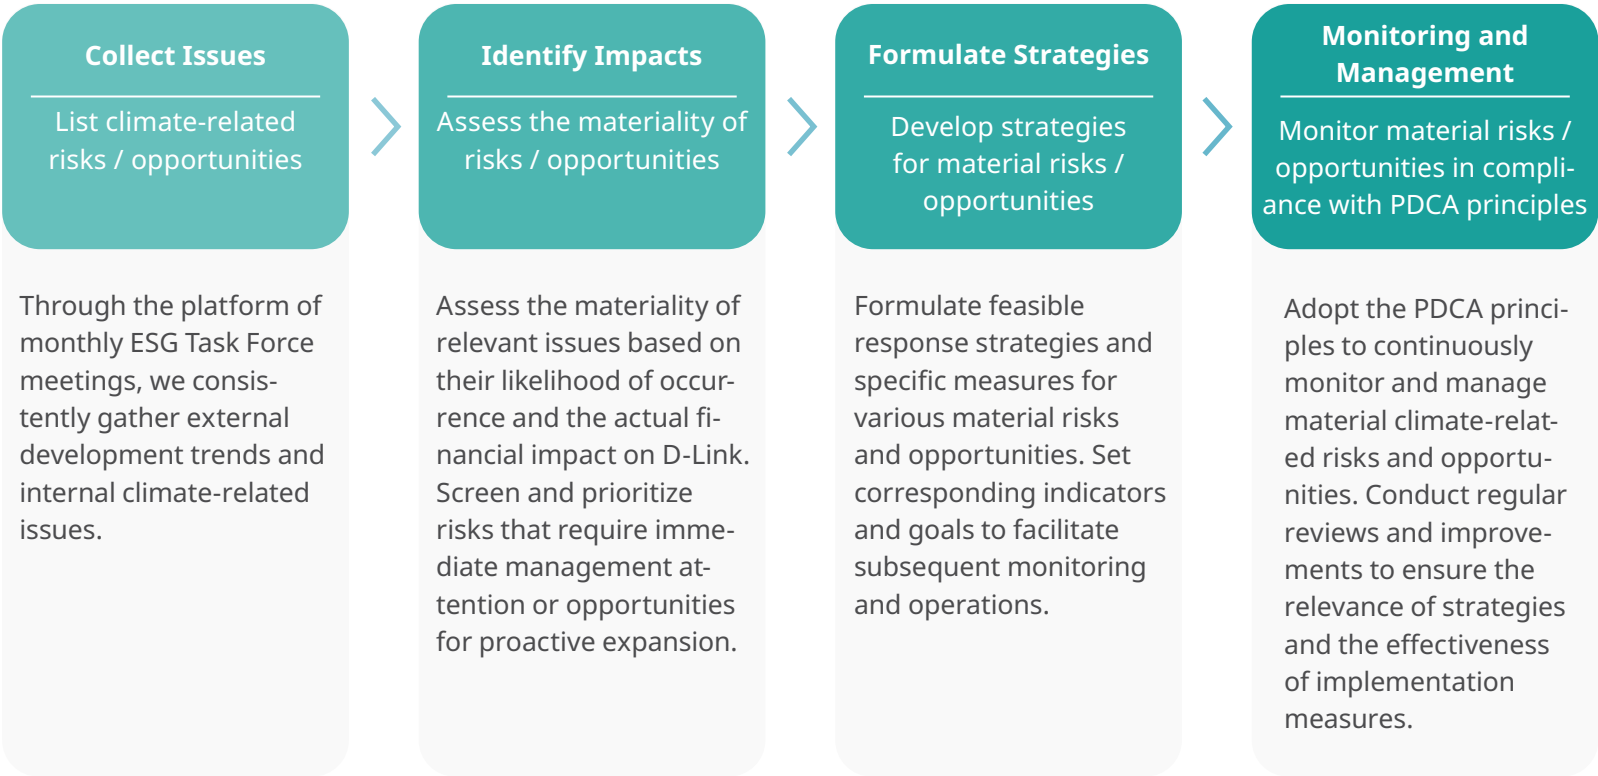 Collect Issues
List climate-related
risks / opportunities
Through the platform of
monthly ESG Task Force
meetings, we consis-
tently gather external
development trends and
internal climate-related
issues.
Identify Impacts
Assess the materiality of
risks / opportunities
Assess the materiality of
relevant issues based on
their likelihood of occur-
rence and the actual fi-
nancial impact on D-Link.
Screen and prioritize
risks that require imme-
diate management at-
tention or opportunities
for proactive expansion.
Formulate Strategies
Develop strategies
for material risks /
opportunities
Formulate feasible
response strategies and
specific measures for
various material risks
and opportunities. Set
corresponding indicators
and goals to facilitate
subsequent monitoring
and operations.
Monitoring and
Management
Monitor material risks /
opportunities in compli-
ance with PDCA principles
Adopt the PDCA princi-
ples to continuously
monitor and manage
material climate-relat-
ed risks and opportu-
nities. Conduct regular
reviews and improve-
ments to ensure the
relevance of strategies
and the effectiveness
of implementation
measures.